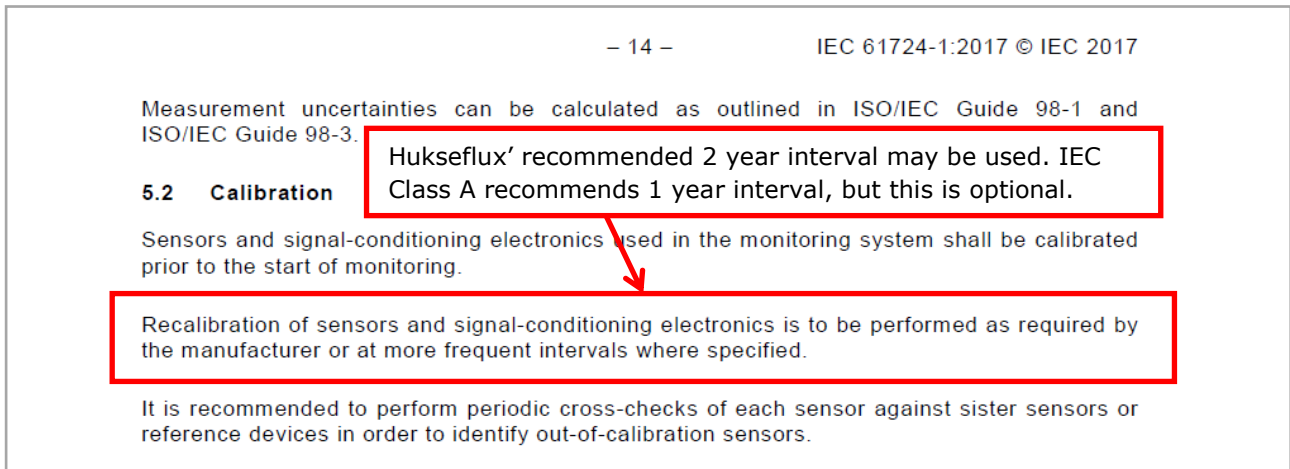 – 14 – IEC 61724-1:2017 © IEC 2017
Measurement uncertainties can be calculated as outlined in ISO/IEC Guide 98-1 and
ISO/IEC Guide 98-3.
Hukseflux’ recommended 2 year interval may be used. IEC
Class A recommends 1 year interval, but this is optional.
5.2 Calibration
Sensors and signal-conditioning electronics used in the monitoring system shall be calibrated
prior to the start of monitoring.
Recalibration of sensors and signal-conditioning electronics is to be performed as required by
the manufacturer or at more frequent intervals where specified.
It is recommended to perform periodic cross-checks of each sensor against sister sensors or
reference devices in order to identify out-of-calibration sensors.